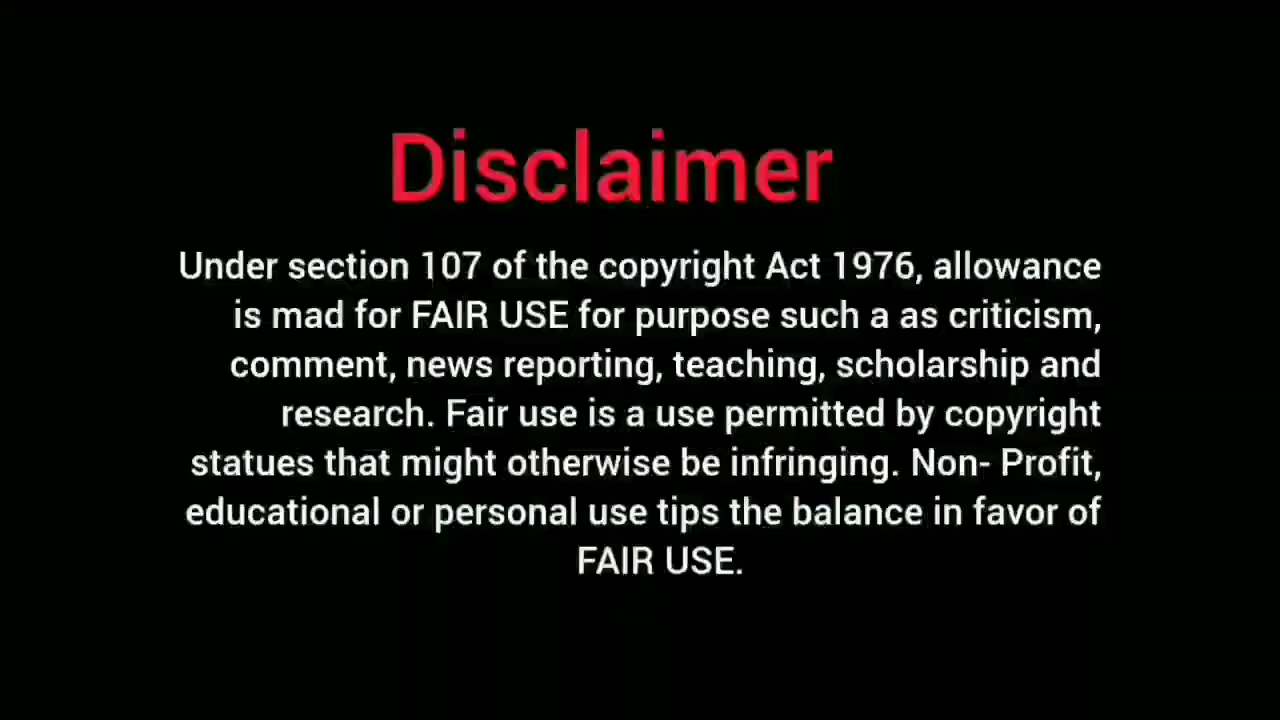 Disclaimer
Under section 107 of the copyright Act 1976, allowance
is mad for FAIR USE for purpose such a as criticism,
comment, news reporting, teaching, scholarship and
research. Fair use is a use permitted by copyright
statues that might otherwise be infringing. Non- Profit,
educational or personal use tips the balance in favor of
FAIR USE.